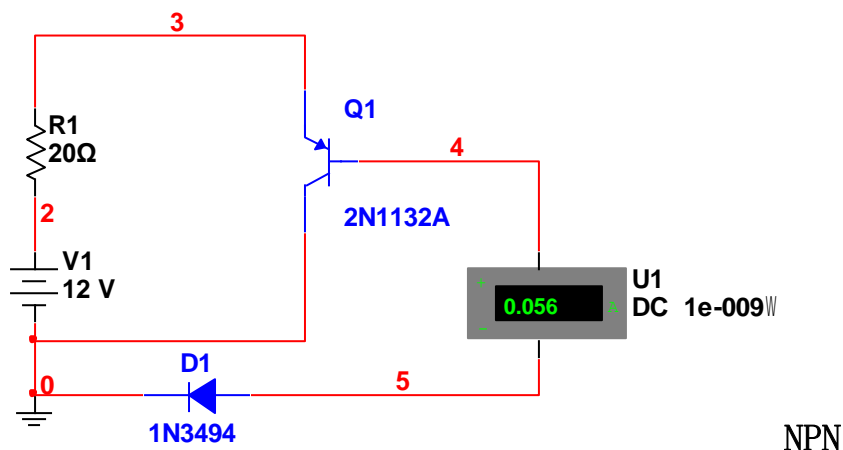 3
Q1
R1
20Ω
4
2
2N1132A
V1
12 V
+
0.056 A
-
U1
DC 1e-009W
D1
0
5
1N3494
NPN